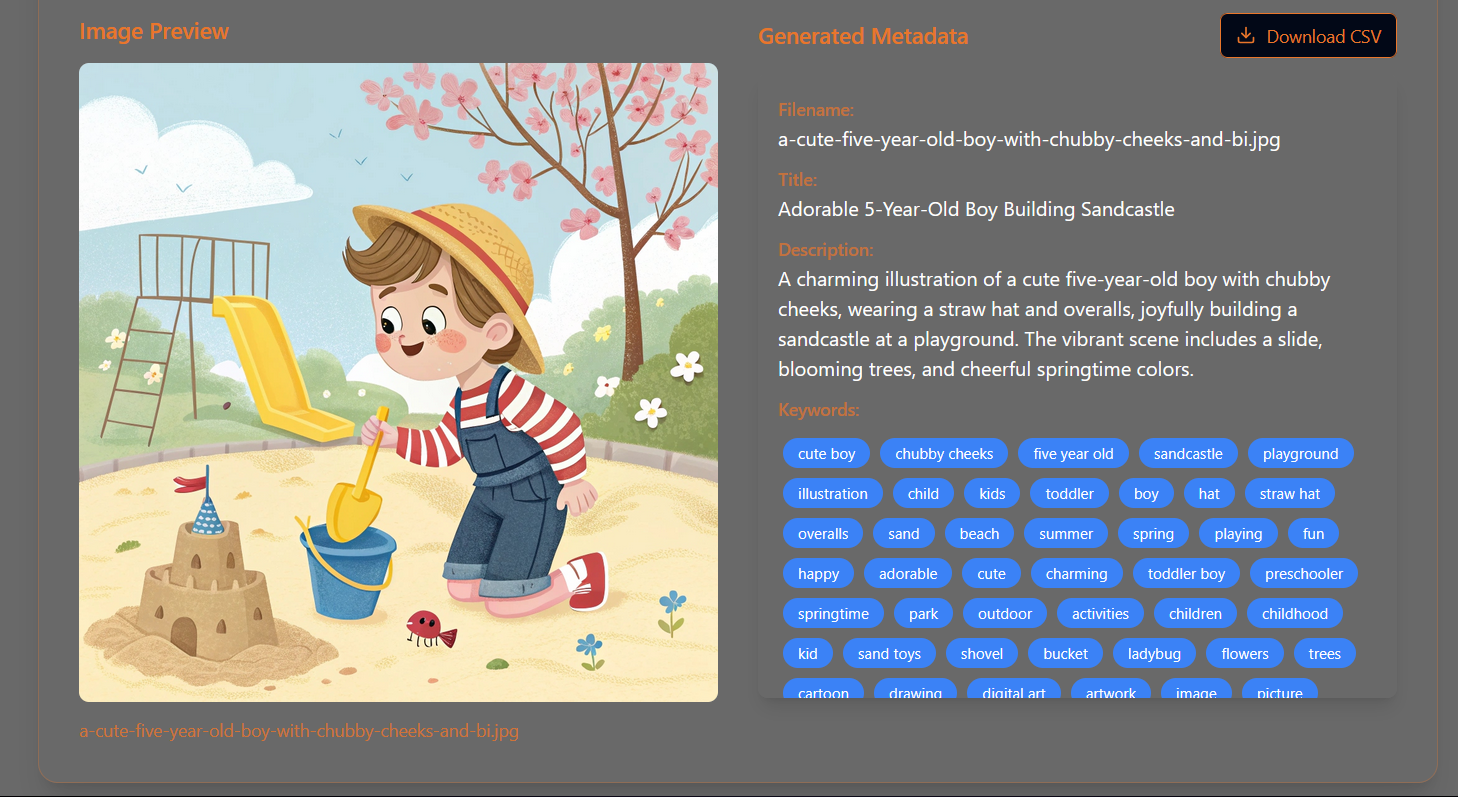 Image Preview
Generated Metadata
Download CSV
Filename:
a-cute-five-year-old-boy-with-chubby-cheeks-and-bi.jpg
Title:
Adorable 5-Year-Old Boy Building Sandcastle
Description:
A charming illustration of a cute five-year-old boy with chubby
cheeks, wearing a straw hat and overalls, joyfully building a
sandcastle at a playground. The vibrant scene includes a slide,
blooming trees, and cheerful springtime colors.
Keywords:
cute boy chubby cheeks five year old sandcastle playground
illustration child kids toddler boy hat straw hat
overalls sand beach summer spring playing fun
happy adorable cute charming toddler boy preschooler
springtime park outdoor activities children childhood
kid sand toys shovel bucket ladybug flowers trees
cartoon drawing digital art artwork image picture
a-cute-five-year-old-boy-with-chubby-cheeks-and-bi.jpg